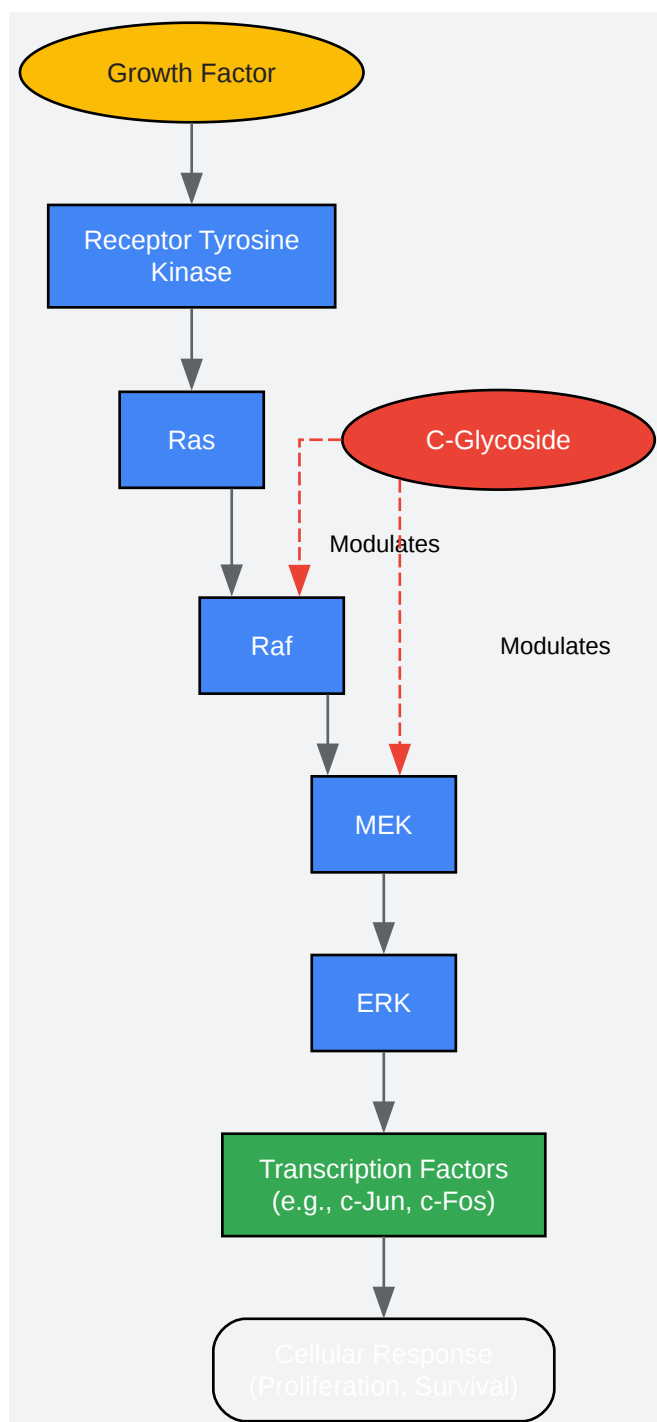 Growth Factor
Receptor Tyrosine
Kinase
Ras
C-Glycoside
Modulates
Raf
Modulates
MEK
ERK
Transcription Factors
(e.g., c-Jun, c-Fos)
Cellular Response
(Proliferation, Survival)